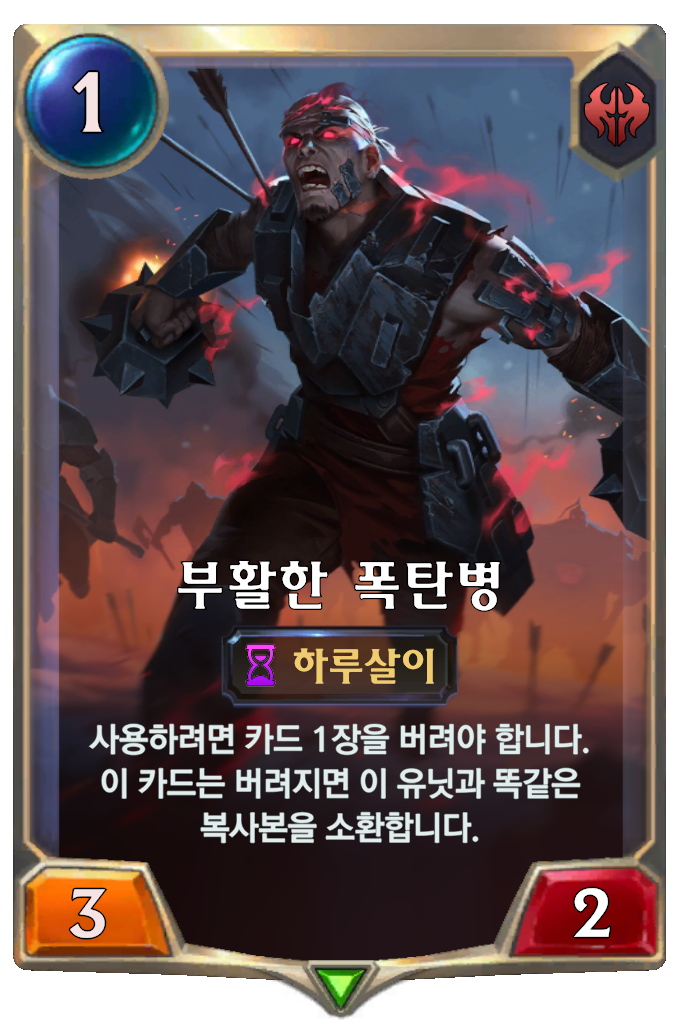 1
부활한 폭탄병
하루살이
사용하려면 카드 1장을 버려야 합니다.
이 카드는 버려지면 이 유닛과 똑같은
복사본을 소환합니다.
3
2